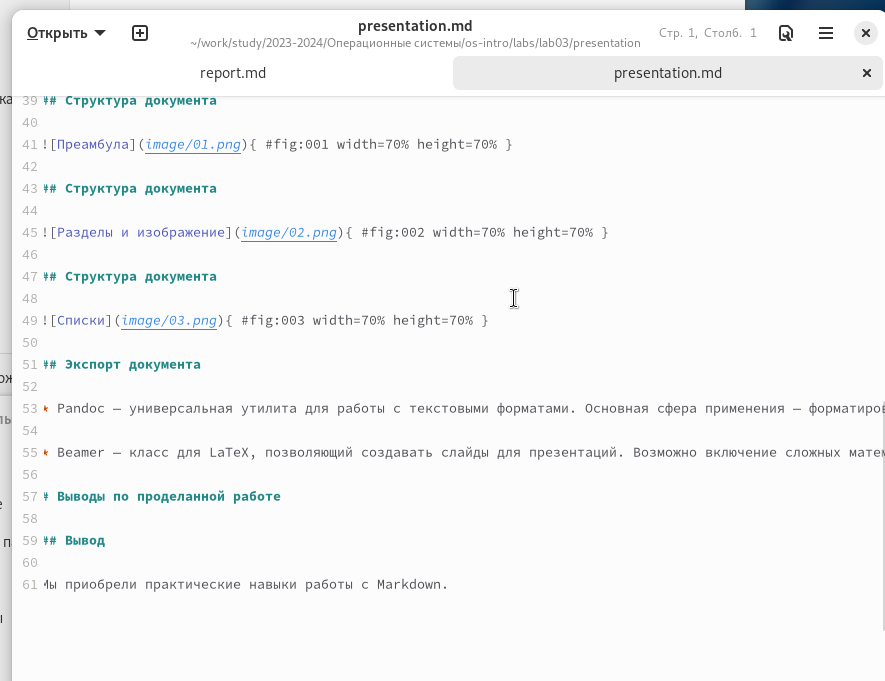 Открыть
presentation.md
~/work/study/2023-2024/Операционные системы/os-intro/labs/lab03/presentation
Стр. 1, Столб. 1
report.md
presentation.md
39 ## Структура документа
40
41 ![Преамбула](image/01.png){ #fig:001 width=70% height=70% }
42
43 ## Структура документа
44
45 ![Разделы и изображение](image/02.png){ #fig:002 width=70% height=70% }
46
47 ## Структура документа
48
49 ![Списки](image/03.png){ #fig:003 width=70% height=70% }
50
51 ## Экспорт документа
52
53 * Pandoc — универсальная утилита для работы с текстовыми форматами. Основная сфера применения — форматиров
54
55 * Beamer — класс для LaTeX, позволяющий создавать слайды для презентаций. Возможно включение сложных матем
56
57 # Выводы по проделанной работе
58
59 ## Вывод
60
61 Мы приобрели практические навыки работы с Markdown.